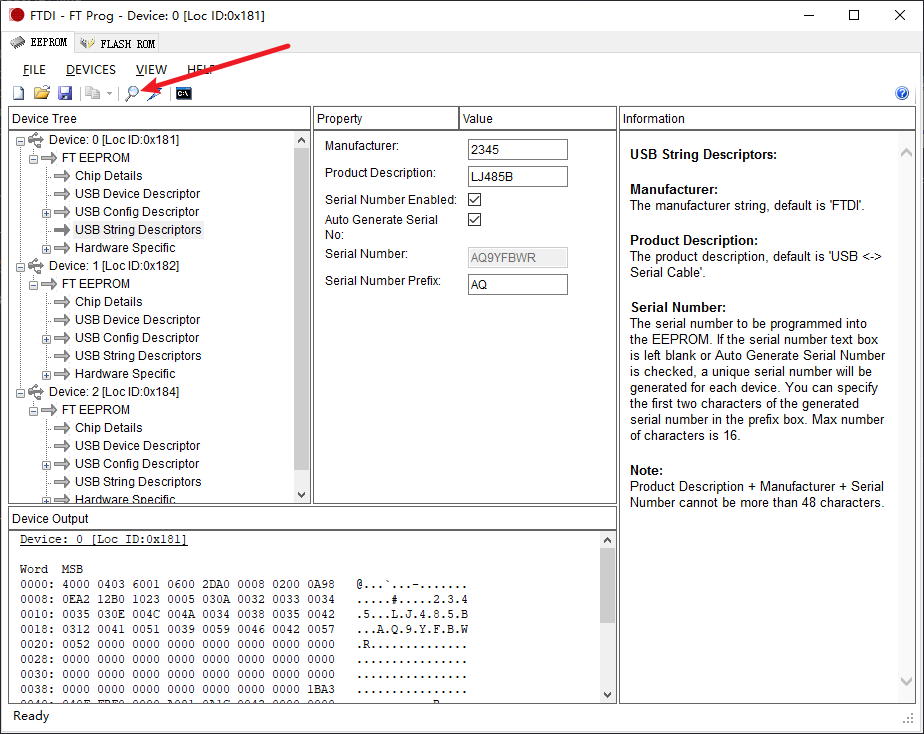 FTDI - FT Prog - Device: 0 [Loc ID:0x181]
EEPROM FLASH ROM
FILE DEVICES VIEW HELP
C:\
Device Tree
Device: 0 [Loc ID:0x181]
FT EEPROM
Chip Details
USB Device Descriptor
USB Config Descriptor
USB String Descriptors
Hardware Specific
Device: 1 [Loc ID:0x182]
FT EEPROM
Chip Details
USB Device Descriptor
USB Config Descriptor
USB String Descriptors
Hardware Specific
Device: 2 [Loc ID:0x184]
FT EEPROM
Chip Details
USB Device Descriptor
USB Config Descriptor
USB String Descriptors
Hardware Specific
Property Value
Manufacturer: 2345
Product Description: LJ485B
Serial Number Enabled:
Auto Generate Serial
No:
Serial Number: AQ9YFBWR
Serial Number Prefix: AQ
Information
USB String Descriptors:
Manufacturer:
The manufacturer string, default is 'FTDI'.
Product Description:
The product description, default is 'USB <->
Serial Cable'.
Serial Number:
The serial number to be programmed into
the EEPROM. If the serial number text box
is left blank or Auto Generate Serial Number
is checked, a unique serial number will be
generated for each device. You can specify
the first two characters of the generated
serial number in the prefix box. Max number
of characters is 16.
Note:
Product Description + Manufacturer + Serial
Number cannot be more than 48 characters.
Device Output
Device: 0 [Loc ID:0x181]
Word MSB
0000: 4000 0403 6001 0600 2DA0 0008 0200 0A98 @...`...-.......
0008: 0EA2 12B0 1023 0005 030A 0032 0033 0034 .....#.....2.3.4
0010: 0035 030E 004C 004A 0034 0038 0035 0042 .5...L.J.4.8.5.B
0018: 0312 0041 0051 0039 0059 0046 0042 0057 ...A.Q.9.Y.F.B.W
0020: 0052 0000 0000 0000 0000 0000 0000 0000 .R..............
0028: 0000 0000 0000 0000 0000 0000 0000 0000 ................
0030: 0000 0000 0000 0000 0000 0000 0000 0000 ................
0038: 0000 0000 0000 0000 0000 0000 0000 1BA3 ................
Ready